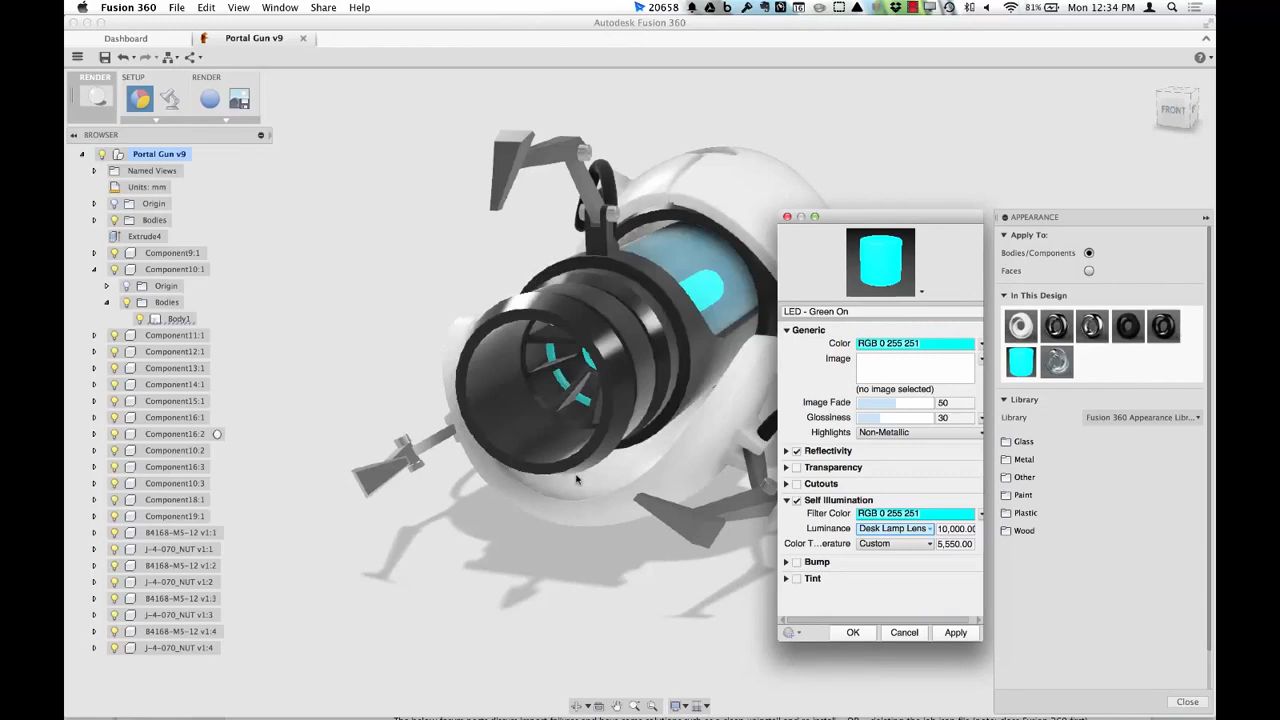 Fusion 360 File Edit View Window Share Help 20658 81% Mon 12:34 PM
Autodesk Fusion 360
Dashboard Portal Gun v9
RENDER SETUP RENDER
BROWSER
Portal Gun v9
Named Views
Units: mm
Origin
Bodies
Extrude4
Component9:1
Component10:1
Origin
Bodies
Body1
Component11:1
Component12:1
Component13:1
Component14:1
Component15:1
Component16:1
Component16:2
Component10:2
Component16:3
Component10:3
Component18:1
Component19:1
B4168-M5-12 v1:1
J-4-070_NUT v1:1
B4168-M5-12 v1:2
J-4-070_NUT v1:2
B4168-M5-12 v1:3
J-4-070_NUT v1:3
B4168-M5-12 v1:4
J-4-070_NUT v1:4
FRONT
LED - Green On
Generic
Color RGB 0 255 251
Image
(no image selected)
Image Fade 50
Glossiness 30
Highlights Non-Metallic
Reflectivity
Transparency
Cutouts
Self Illumination
Filter Color RGB 0 255 251
Luminance Desk Lamp Lens 10,000.00
Color T...erature Custom 5,550.00
Bump
Tint
OK Cancel Apply
APPEARANCE
Apply To:
Bodies/Components
Faces
In This Design
Library
Library Fusion 360 Appearance Libr...
Glass
Metal
Other
Paint
Plastic
Wood
Close